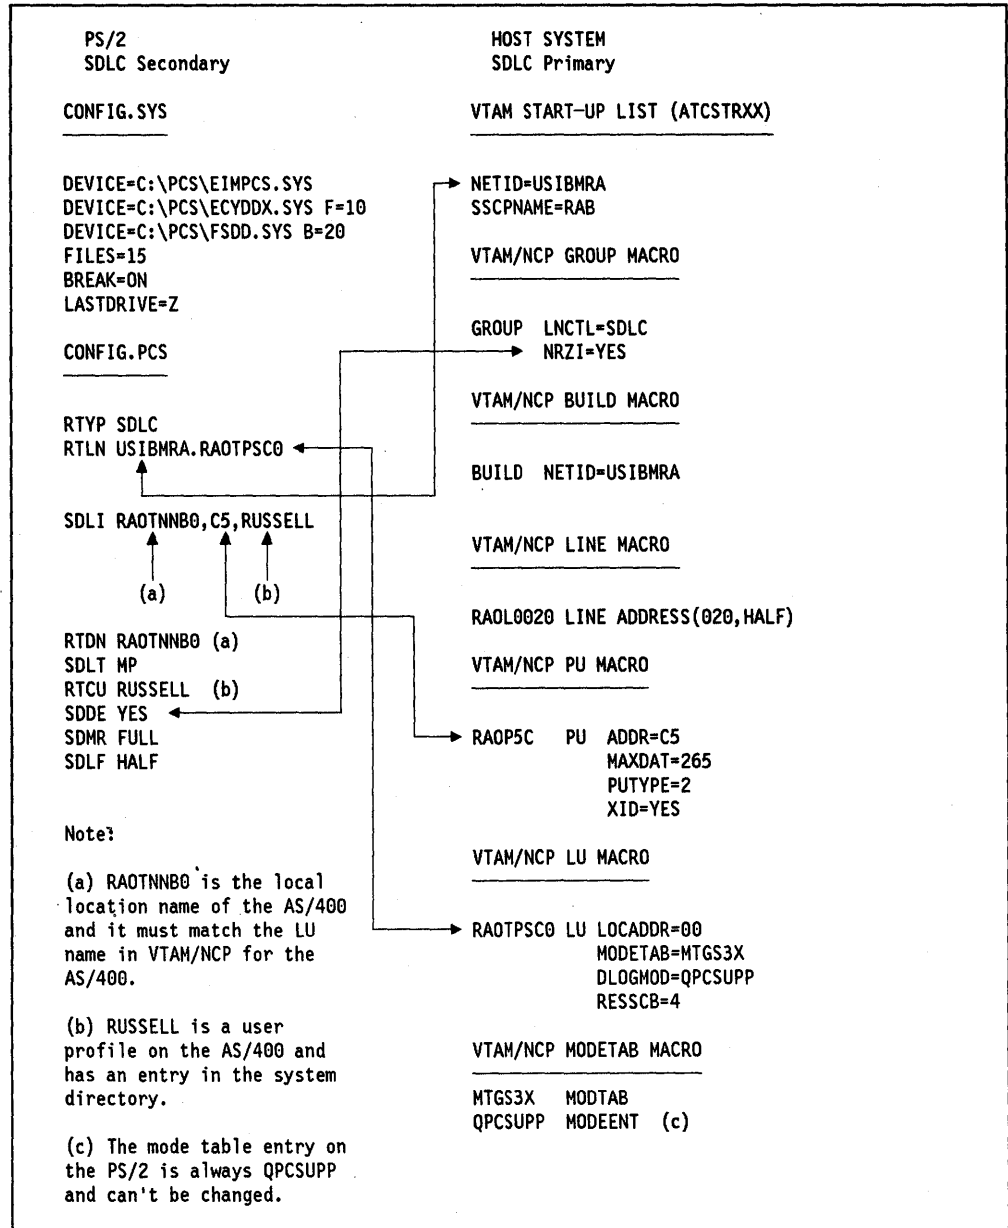 PS/2
SDLC Secondary
CONFIG.SYS
DEVICE=C:\PCS\EIMPCS.SYS
DEVICE=C:\PCS\ECYDDX.SYS F=10
DEVICE=C:\PCS\FSDD.SYS B=20
FILES=15
BREAK=ON
LASTDRIVE=Z
CONFIG.PCS
RTYP SDLC
RTLN USIBMRA.RAOTPSC0
SDLI RAOTNNB0,C5,RUSSELL
(a) (b)
RTDN RAOTNNB0 (a)
SDLT MP
RTCU RUSSELL (b)
SDDE YES
SDMR FULL
SDLF HALF
Note:
(a) RAOTNNB0 is the local
location name of the AS/400
and it must match the LU
name in VTAM/NCP for the
AS/400.
(b) RUSSELL is a user
profile on the AS/400 and
has an entry in the system
directory.
(c) The mode table entry on
the PS/2 is always QPCSUPP
and can't be changed.
HOST SYSTEM
SDLC Primary
VTAM START-UP LIST (ATCSTRXX)
NETID=USIBMRA
SSCPNAME=RAB
VTAM/NCP GROUP MACRO
GROUP LNCTL=SDLC
NRZI=YES
VTAM/NCP BUILD MACRO
BUILD NETID=USIBMRA
VTAM/NCP LINE MACRO
RAOL0020 LINE ADDRESS(020,HALF)
VTAM/NCP PU MACRO
RAOP5C PU ADDR=C5
MAXDAT=265
PUTYPE=2
XID=YES
VTAM/NCP LU MACRO
RAOTPSC0 LU LOCADDR=00
MODETAB=MTGS3X
DLOGMOD=QPCSUPP
RESSCB=4
VTAM/NCP MODETAB MACRO
MTGS3X MODTAB
QPCSUPP MODEENT (c)